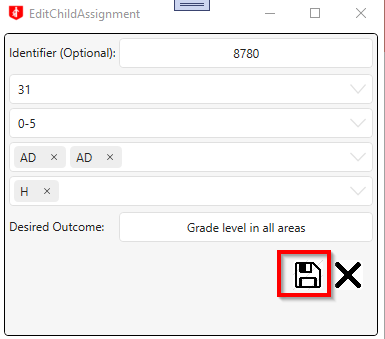 EditChildAssignment
Identifier (Optional): 8780
31
0-5
AD × AD ×
H ×
Desired Outcome: Grade level in all areas